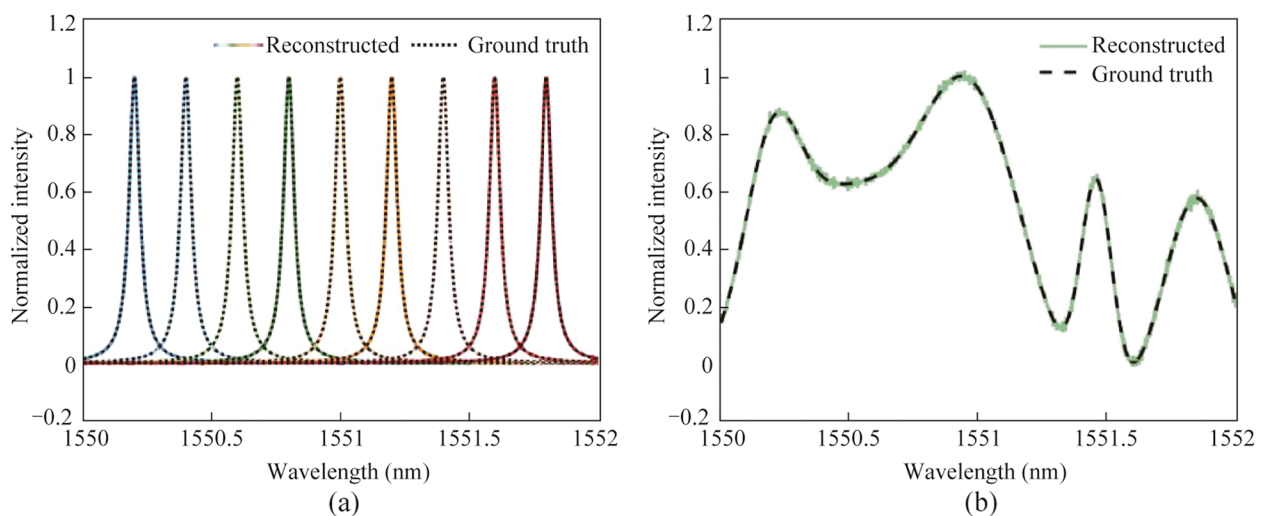 1.2
1
0.8
0.6
0.4
0.2
0
−0.2
Normalized intensity
Reconstructed
Ground truth
1550
1550.5
1551
1551.5
1552
Wavelength (nm)
(a)
1.2
1
0.8
0.6
0.4
0.2
0
−0.2
Normalized intensity
Reconstructed
Ground truth
1550
1550.5
1551
1551.5
1552
Wavelength (nm)
(b)